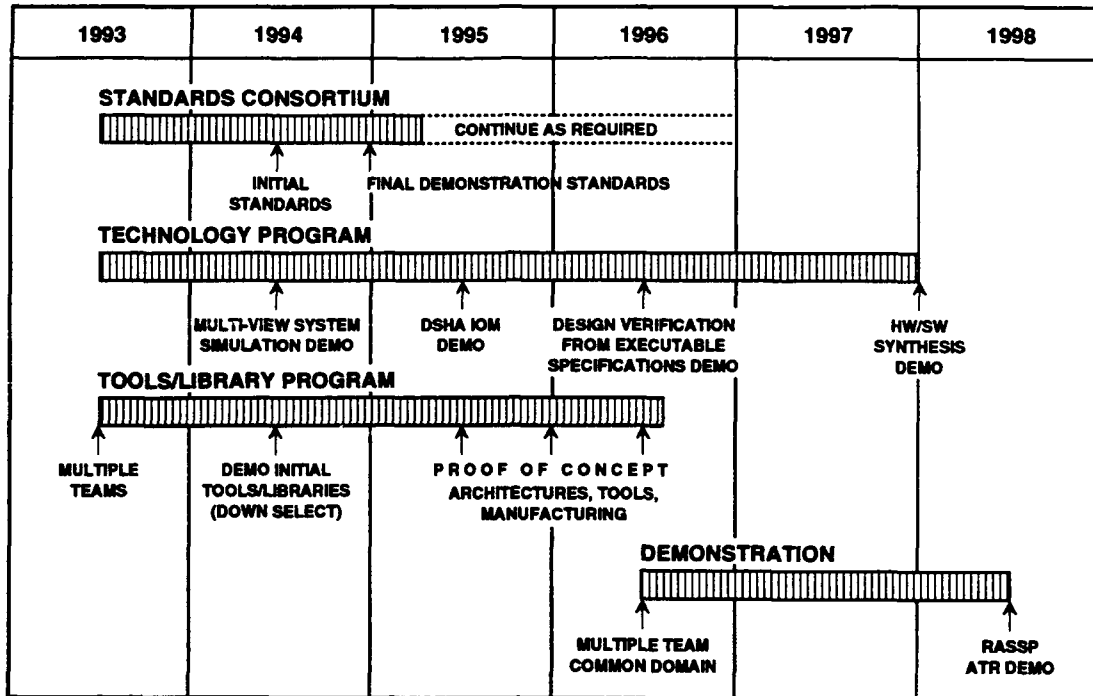 1993 1994 1995 1996 1997 1998
STANDARDS CONSORTIUM
CONTINUE AS REQUIRED
INITIAL
STANDARDS
FINAL DEMONSTRATION STANDARDS
TECHNOLOGY PROGRAM
MULTI-VIEW SYSTEM
SIMULATION DEMO
DSHA IOM
DEMO
DESIGN VERIFICATION
FROM EXECUTABLE
SPECIFICATIONS DEMO
HW/SW
SYNTHESIS
DEMO
TOOLS/LIBRARY PROGRAM
MULTIPLE
TEAMS
DEMO INITIAL
TOOLS/LIBRARIES
(DOWN SELECT)
PROOF OF CONCEPT
ARCHITECTURES, TOOLS,
MANUFACTURING
DEMONSTRATION
MULTIPLE TEAM
COMMON DOMAIN
RASSP
ATR DEMO